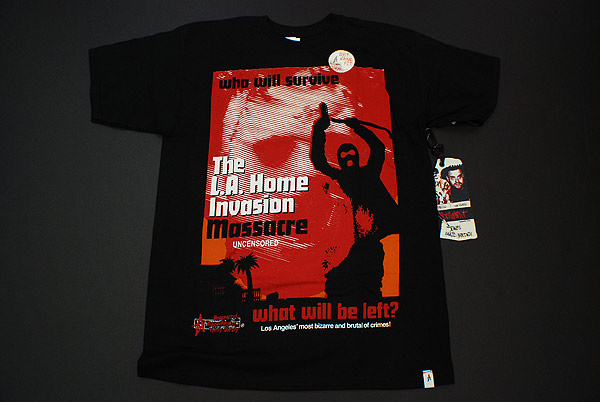 who will survive
The
L.A. Home
Invasion
Massacre
UNCENSORED
what will be left?
Los Angeles' most bizarre and brutal of crimes!